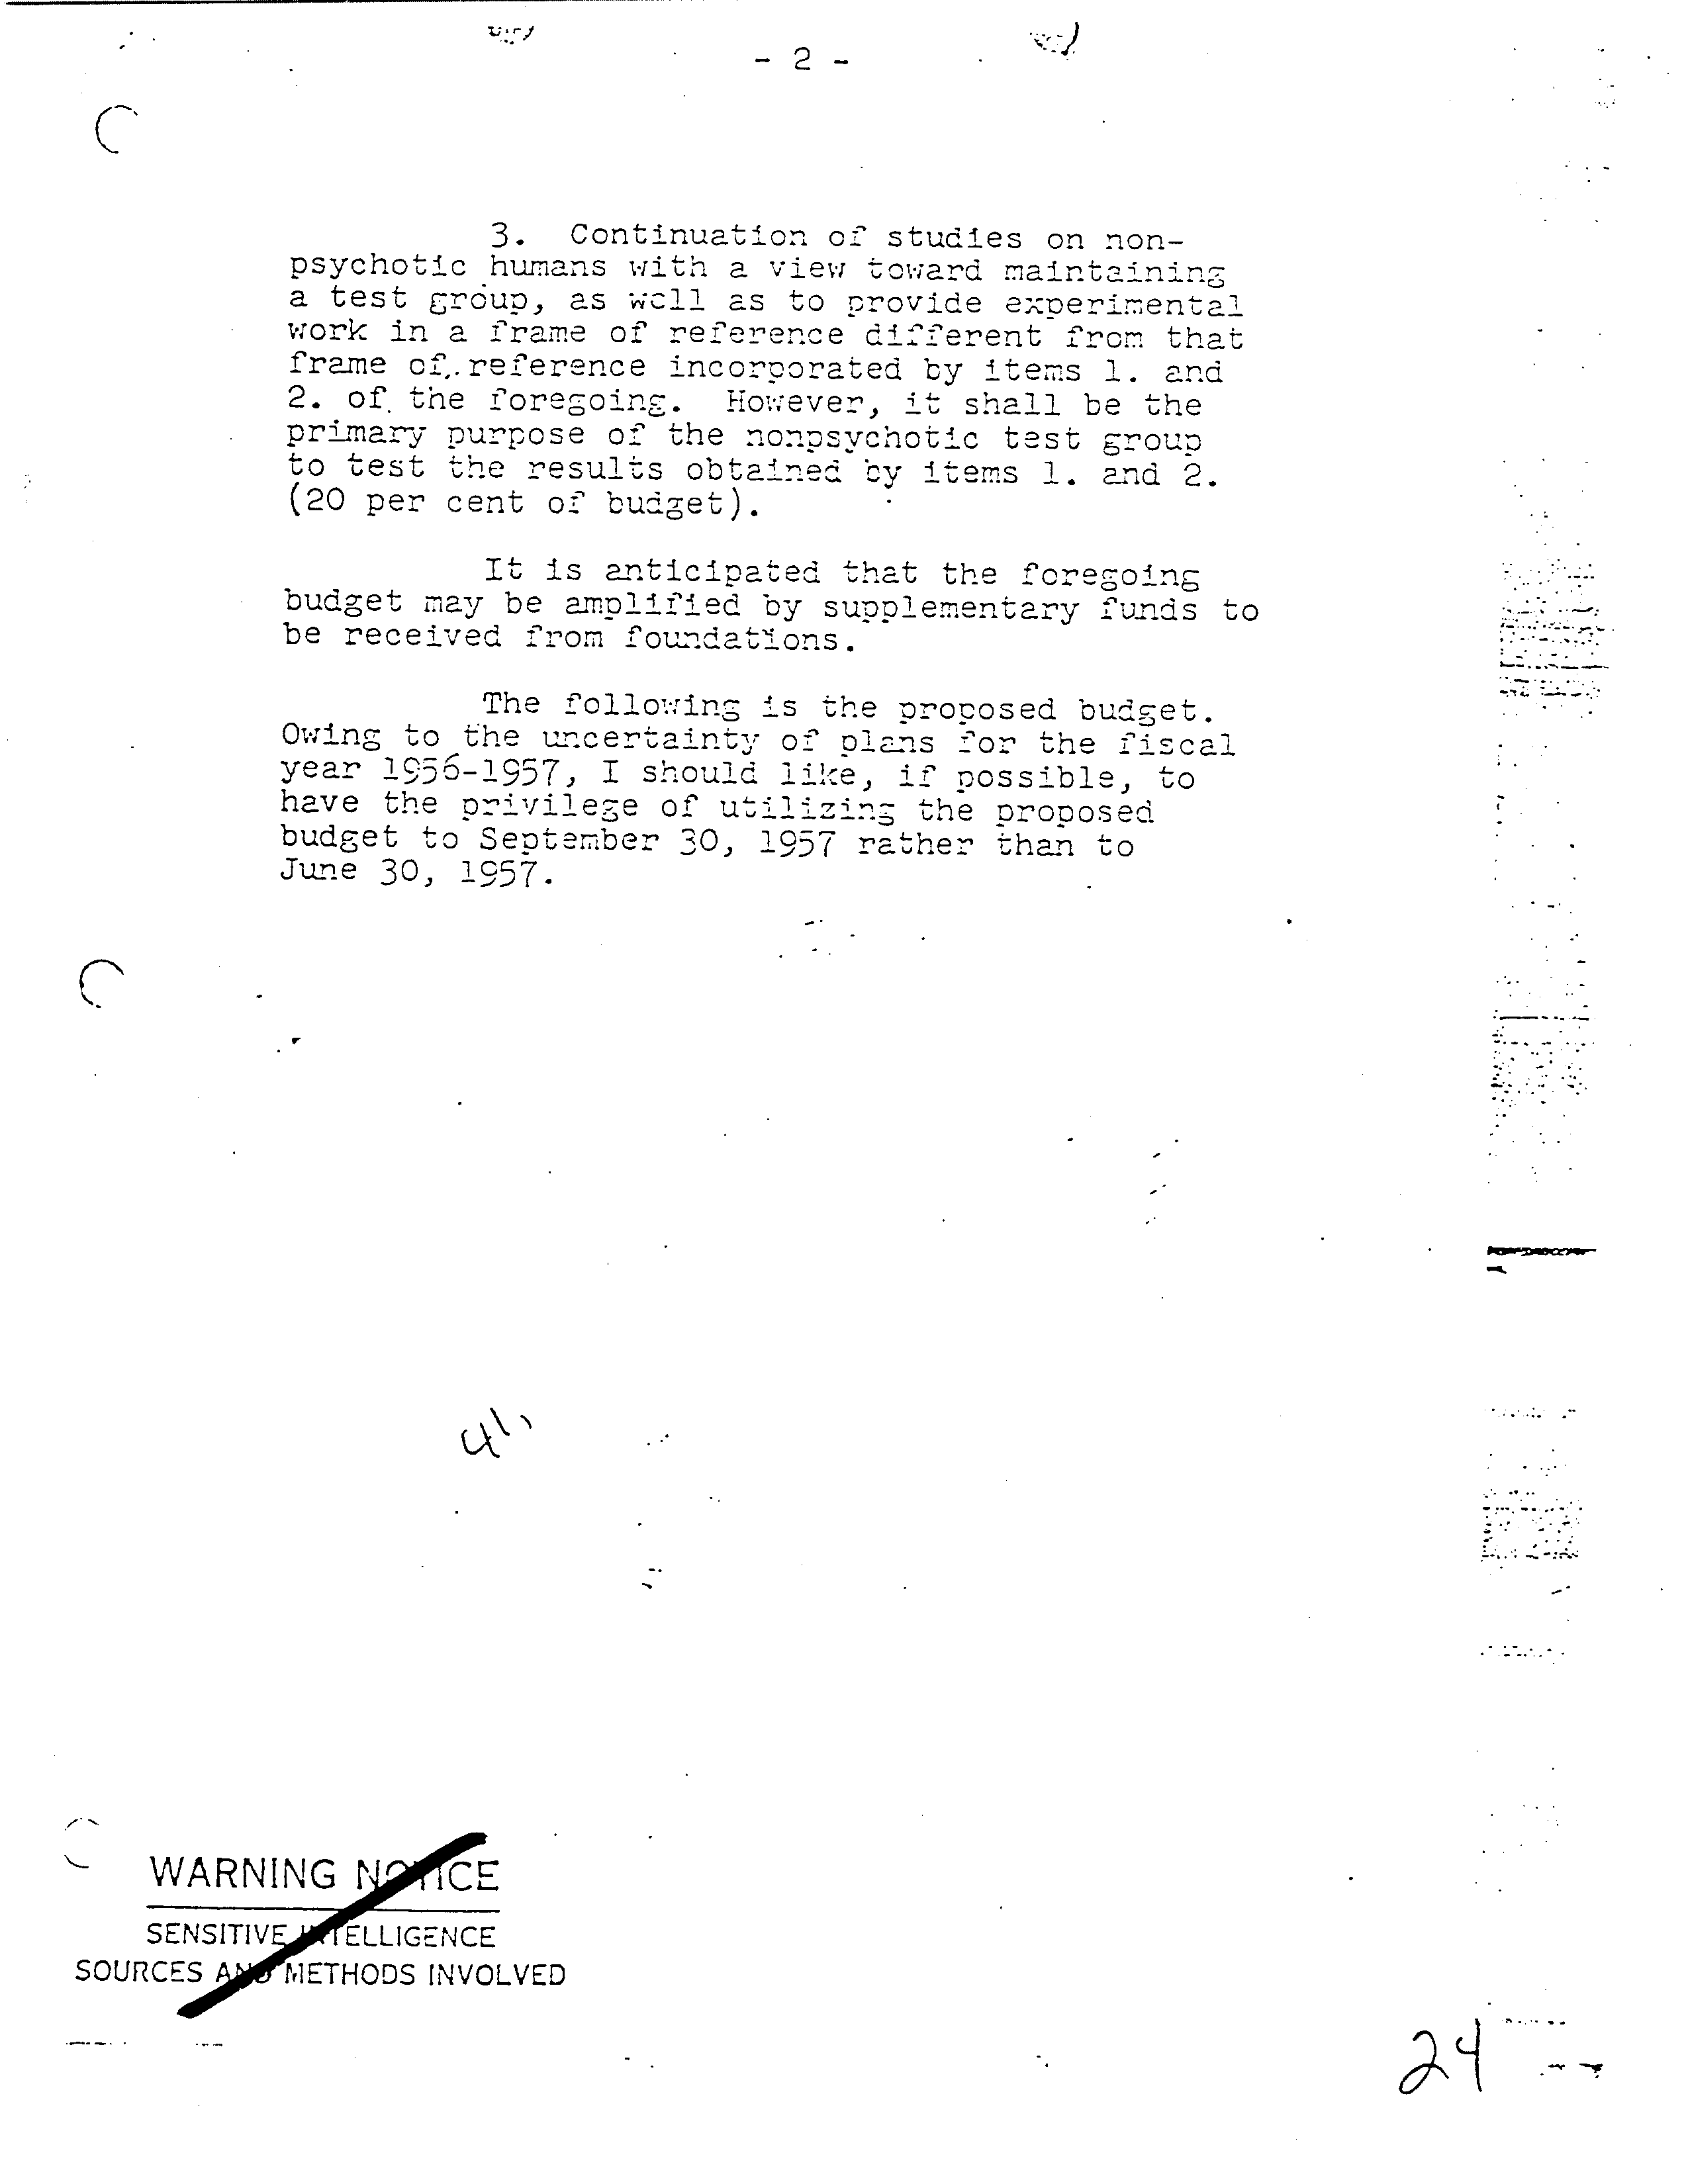 - 2 -
3. Continuation of studies on non-
psychotic humans with a view toward maintaining
a test group, as well as to provide experimental
work in a frame of reference different from that
frame of reference incorporated by items 1. and
2. of the foregoing. However, it shall be the
primary purpose of the nonpsychotic test group
to test the results obtained by items 1. and 2.
(20 per cent of budget).
It is anticipated that the foregoing
budget may be amplified by supplementary funds to
be received from foundations.
The following is the proposed budget.
Owing to the uncertainty of plans for the fiscal
year 1956-1957, I should like, if possible, to
have the privilege of utilizing the proposed
budget to September 30, 1957 rather than to
June 30, 1957.
WARNING NOTICE
SENSITIVE INTELLIGENCE
SOURCES AND METHODS INVOLVED
24